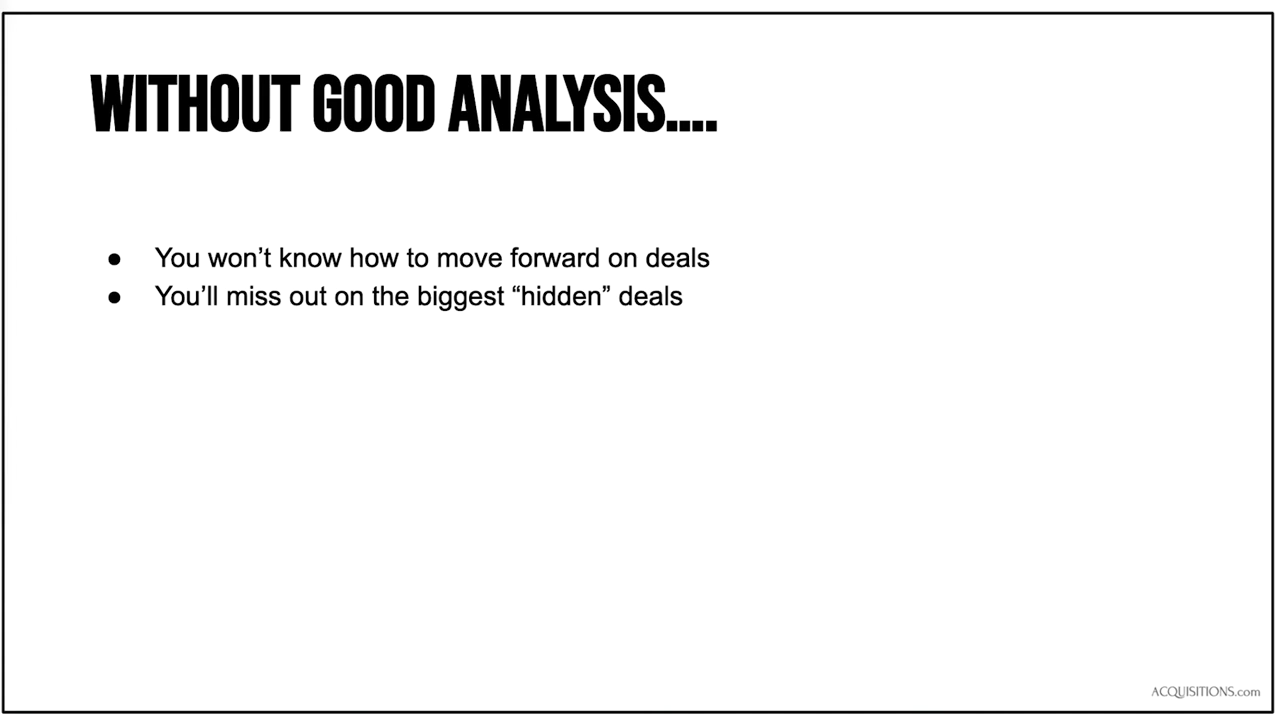 WITHOUT GOOD ANALYSIS....
● You won’t know how to move forward on deals
● You’ll miss out on the biggest “hidden” deals
ACQUISITIONS.com